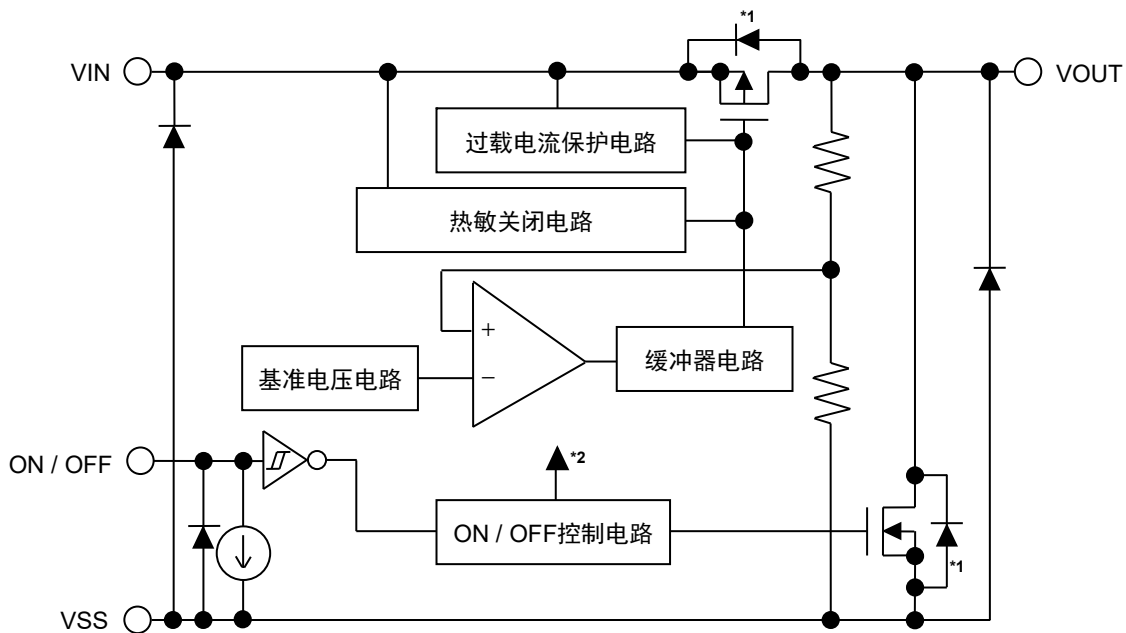 *1
VIN
VOUT
过载电流保护电路
热敏关闭电路
+
−
基准电压电路
缓冲器电路
ON / OFF
*2
ON / OFF控制电路
*1
VSS